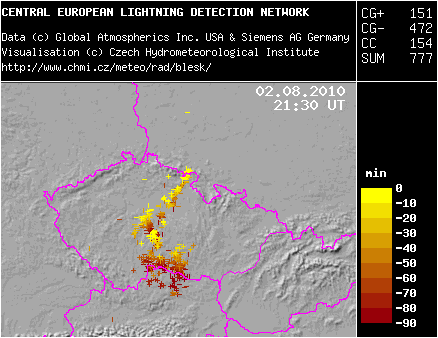 CENTRAL EUROPEAN LIGHTNING DETECTION NETWORK
Data (c) Global Atmospherics Inc. USA & Siemens AG Germany
Visualisation (c) Czech Hydrometeorological Institute
http://www.chmi.cz/meteo/rad/blesk/
CG+ 151
CG- 472
CC 154
SUM 777
02.08.2010
21:30 UT
min
0
-10
-20
-30
-40
-50
-60
-70
-80
-90